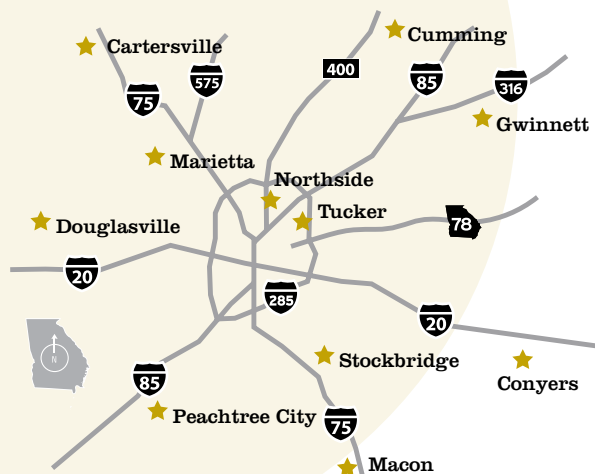 Cumming
Cartersville
400
85
575
316
75
Gwinnett
Marietta
Northside
Tucker
Douglasville
78
20
285
20
N
Stockbridge
Conyers
85
Peachtree City
75
Macon